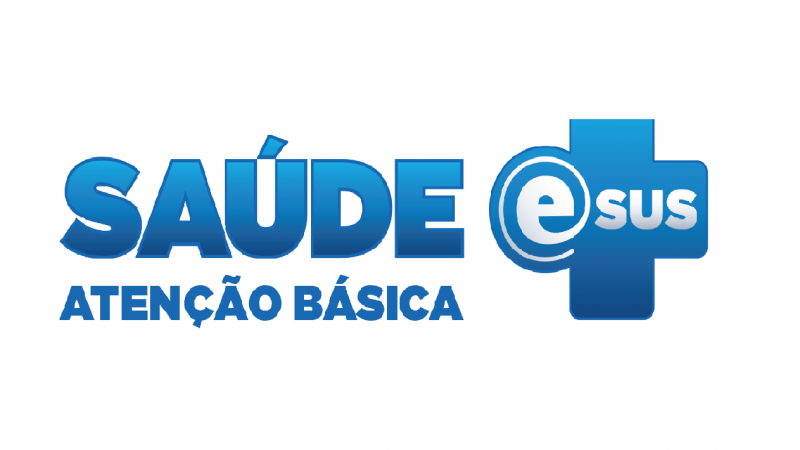 SAÚDE
ATENÇÃO BÁSICA
e SUS